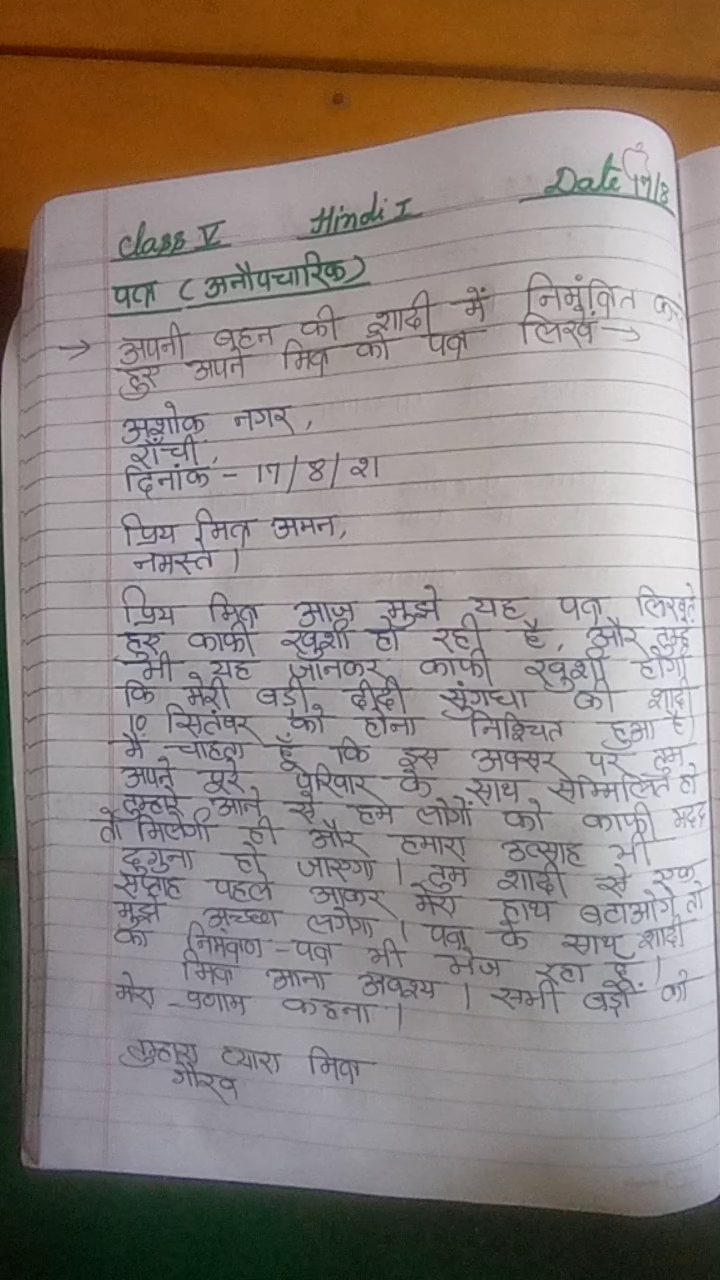 Class V Hindi I Date 17/8
पत्र (अनौपचारिक)
→ अपनी बहन की शादी में निमंत्रित करते
हुए अपने मित्र को पत्र लिखें →
अशोक नगर,
राँची,
दिनांक - 17/8/21
प्रिय मित्र अमन,
नमस्ते।
प्रिय मित्र आज मुझे यह पत्र लिखते
हुए काफी खुशी हो रही है, और तुम्हे
भी यह जानकर काफी खुशी होगी
कि मेरी बड़ी दीदी सुंगधा की शादी
10 सितंबर को होना निश्चित हुआ है
मैं चाहता हूँ कि इस अवसर पर तुम
अपने पूरे परिवार के साथ सम्मिलित हो
तुम्हारे आने से हम लोगों को काफी मदद
तो मिलेगी ही और हमारा उत्साह भी
दुगुना हो जाएगा। तुम शादी से एक
सप्ताह पहले आकर मेरा हाथ बटाओगे तो
मुझे अच्छा लगेगा। पत्र के साथ शादी
का निमंत्रण-पत्र भी भेज रहा हूँ।
मित्र आना अवश्य। सभी बड़ों को
मेरा प्रणाम कहना।
तुम्हारा प्यारा मित्र
गौरव